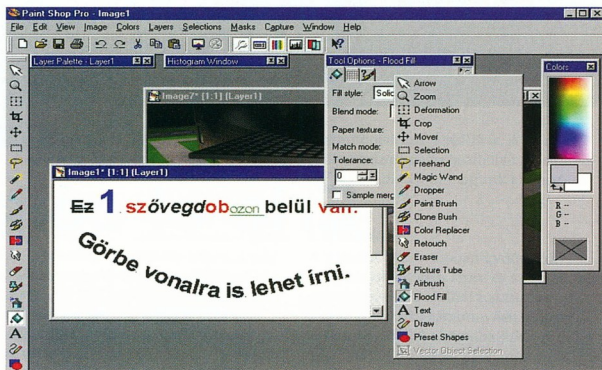 Paint Shop Pro - Image1
File Edit View Image Colors Layers Selections Masks Capture Window Help
Layer Palette - Layer1
Histogram Window
Tool Options - Flood Fill
Colors
Fill style: Solid
Blend mode:
Paper texture:
Match mode:
Tolerance:
0
Sample merg
Arrow
Zoom
Deformation
Crop
Mover
Selection
Freehand
Magic Wand
Dropper
Paint Brush
Clone Bush
Color Replacer
Retouch
Eraser
Picture Tube
Airbrush
Flood Fill
Text
Draw
Preset Shapes
Vector Object Selection
R --
G --
B --
Image7* [1:1] (Layer1)
Image1* [1:1] (Layer1)
Ez 1. szövegdobozon belül van.
Görbe vonalra is lehet írni.